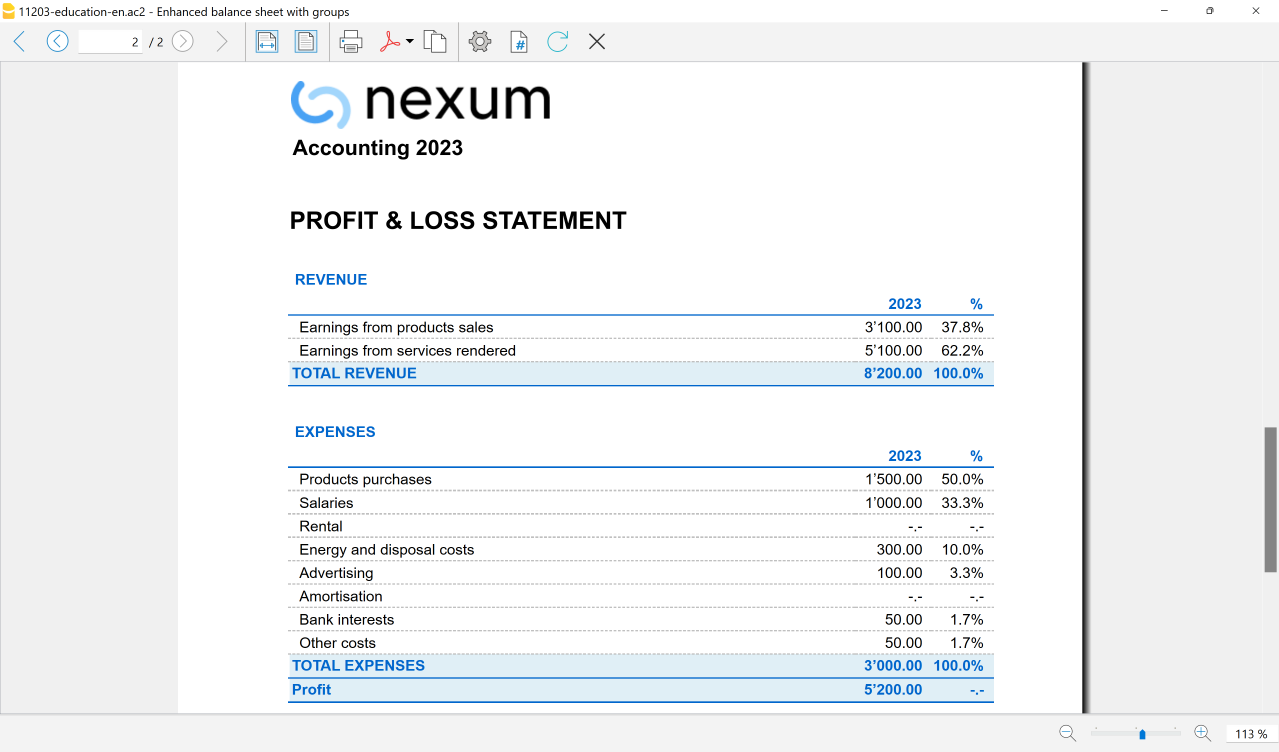 11203-education-en.ac2 - Enhanced balance sheet with groups
2 / 2
nexum
Accounting 2023
PROFIT & LOSS STATEMENT
REVENUE
2023 %
Earnings from products sales 3’100.00 37.8%
Earnings from services rendered 5’100.00 62.2%
TOTAL REVENUE 8’200.00 100.0%
EXPENSES
2023 %
Products purchases 1’500.00 50.0%
Salaries 1’000.00 33.3%
Rental -.- -.-
Energy and disposal costs 300.00 10.0%
Advertising 100.00 3.3%
Amortisation -.- -.-
Bank interests 50.00 1.7%
Other costs 50.00 1.7%
TOTAL EXPENSES 3’000.00 100.0%
Profit 5’200.00 -.-
113 %